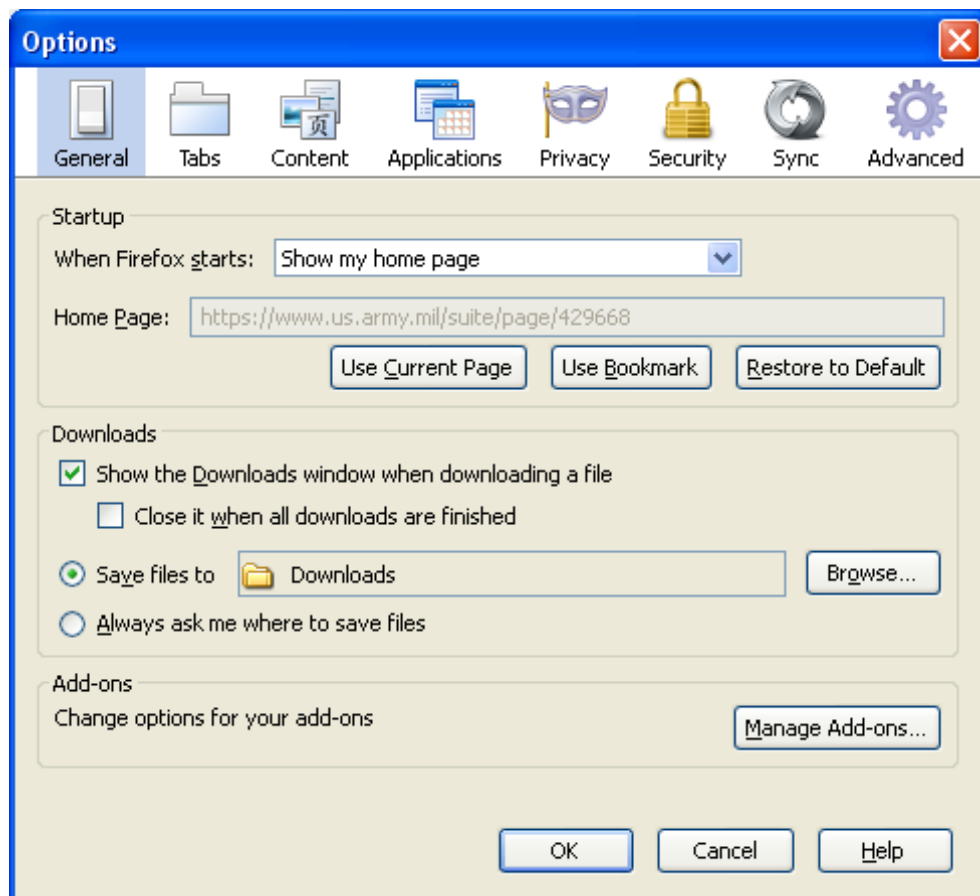 Options
General Tabs Content Applications Privacy Security Sync Advanced
页
Startup
When Firefox starts: Show my home page
Home Page: https://www.us.army.mil/suite/page/429668
Use Current Page Use Bookmark Restore to Default
Downloads
Show the Downloads window when downloading a file
Close it when all downloads are finished
Save files to Downloads Browse...
Always ask me where to save files
Add-ons
Change options for your add-ons
Manage Add-ons...
OK Cancel Help